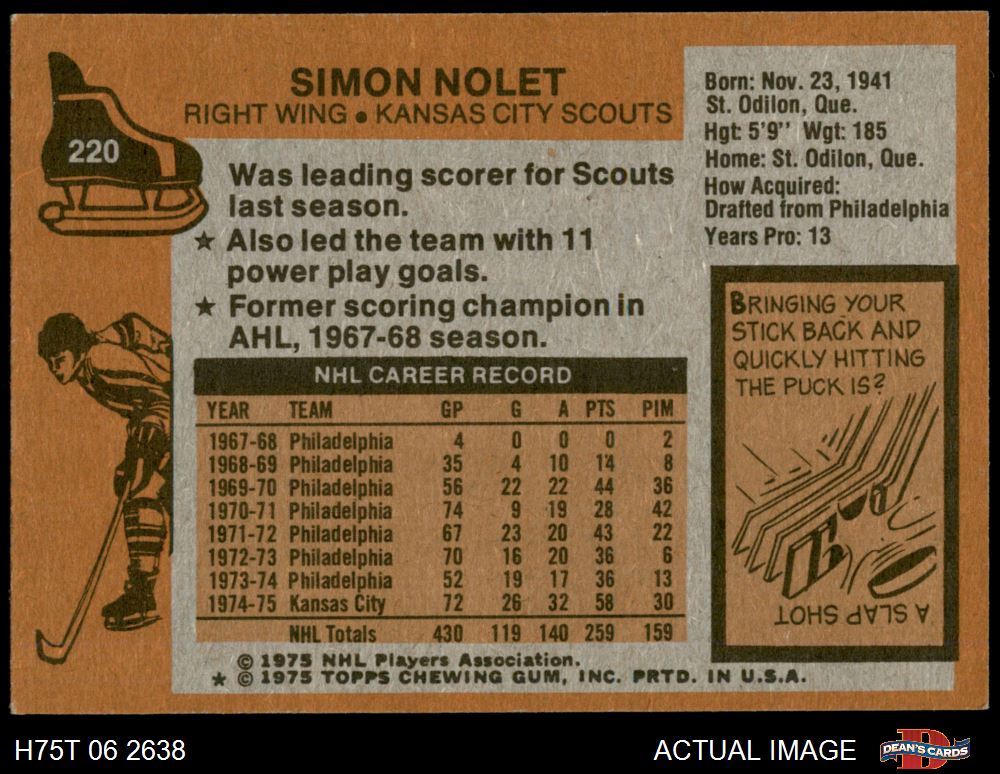 220
SIMON NOLET
RIGHT WING • KANSAS CITY SCOUTS
Was leading scorer for Scouts
last season.
★ Also led the team with 11
power play goals.
★ Former scoring champion in
AHL, 1967-68 season.
Born: Nov. 23, 1941
St. Odilon, Que.
Hgt: 5'9'' Wgt: 185
Home: St. Odilon, Que.
How Acquired:
Drafted from Philadelphia
Years Pro: 13
NHL CAREER RECORD
YEAR TEAM GP G A PTS PIM
1967-68 Philadelphia 4 0 0 0 2
1968-69 Philadelphia 35 4 10 14 8
1969-70 Philadelphia 56 22 22 44 36
1970-71 Philadelphia 74 9 19 28 42
1971-72 Philadelphia 67 23 20 43 22
1972-73 Philadelphia 70 16 20 36 6
1973-74 Philadelphia 52 19 17 36 13
1974-75 Kansas City 72 26 32 58 30
NHL Totals 430 119 140 259 159
BRINGING YOUR
STICK BACK AND
QUICKLY HITTING
THE PUCK IS?
A SLAP SHOT
© 1975 NHL Players Association.
★ © 1975 TOPPS CHEWING GUM, INC. PRTD. IN U.S.A.
H75T 06 2638
ACTUAL IMAGE
D
DEAN'S CARDS